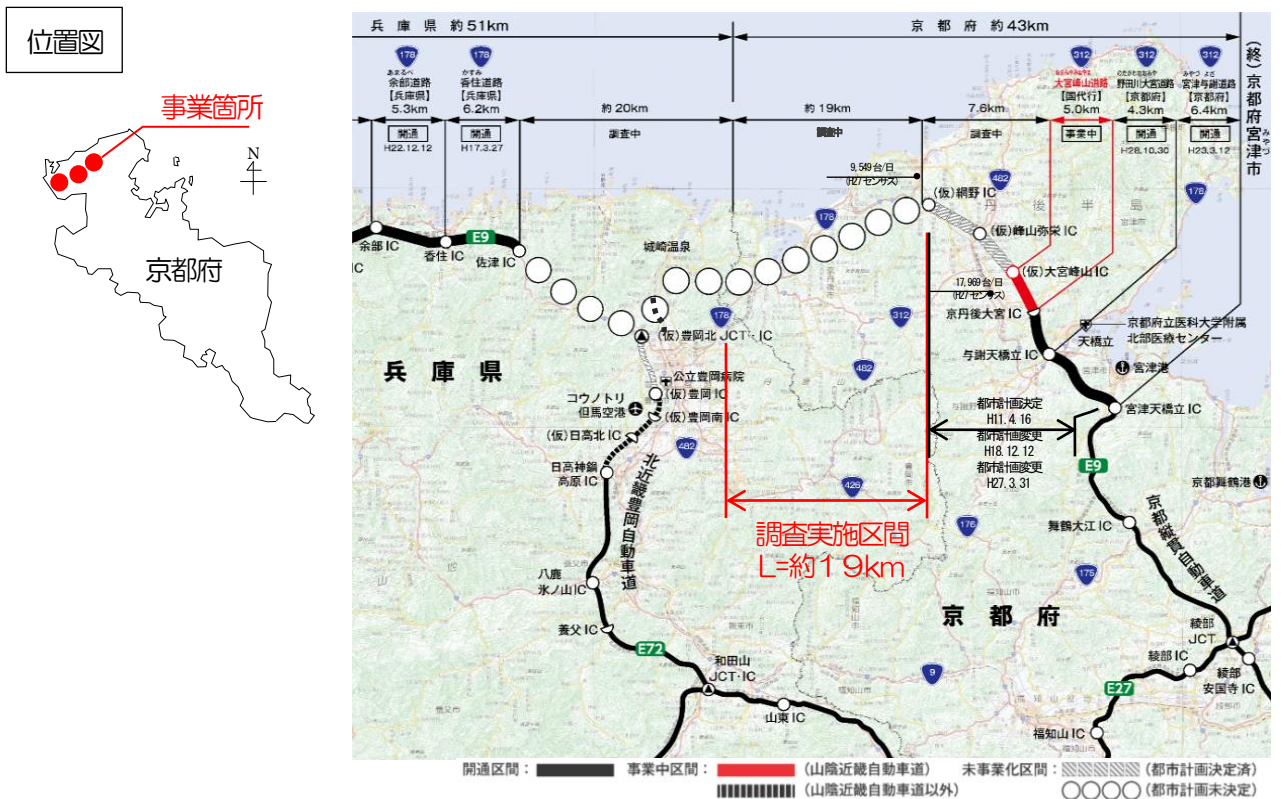 位置図
事業箇所
N
京都府
兵庫県 約51km
京都府 約43km
(終)京都府宮津市
みやづ
178
あまるべ
余部道路
【兵庫県】
5.3km
開通
H22.12.12
178
かすみ
香住道路
【兵庫県】
6.2km
開通
H17.3.27
約20km
調査中
約19km
調査中
7.6km
調査中
312
大宮峰山道路
【国代行】
5.0km
事業中
312
野田川大宮道路
【京都府】
4.3km
開通
H28.10.30
312
みやづ よざ
宮津与謝道路
【京都府】
6.4km
開通
H23.3.12
9,549台/日
(H27センサス)
482
176
丹後半島
(仮)網野IC
178
(仮)峰山弥栄IC
城崎温泉
余部IC
IC
香住IC
E9
佐津IC
(仮)大宮峰山IC
17,969台/日
(H27センサス)
京丹後大宮IC
178
312
(仮)豊岡北JCT・IC
京都府立医科大学附属
北部医療センター
天橋立
与謝天橋立IC
宮津港
482
兵庫県
公立豊岡病院
(仮)豊岡IC
コウノトリ
但馬空港
(仮)豊岡南IC
(仮)日高北IC
482
宮津天橋立IC
都市計画決定
H11.4.16
都市計画変更
H18.12.12
都市計画変更
H27.3.31
日高神鍋
高原IC
北近畿豊岡自動車道
E9
426
京都舞鶴港
調査実施区間
L=約19km
176
舞鶴大江IC
京都縦貫自動車道
175
八鹿
氷ノ山IC
京都府
養父IC
E72
和田山
JCT・IC
9
綾部
JCT
綾部IC
綾部
安国寺IC
E27
山東IC
福知山IC
開通区間:
事業中区間:
(山陰近畿自動車道)
(山陰近畿自動車道以外)
未事業化区間:
(都市計画決定済)
(都市計画未決定)